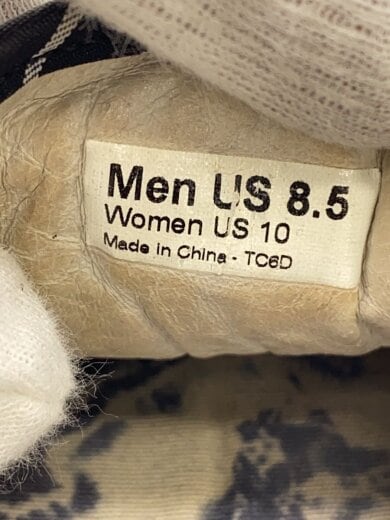 Men US 8.5
Women US 10
Made in China - TC6D